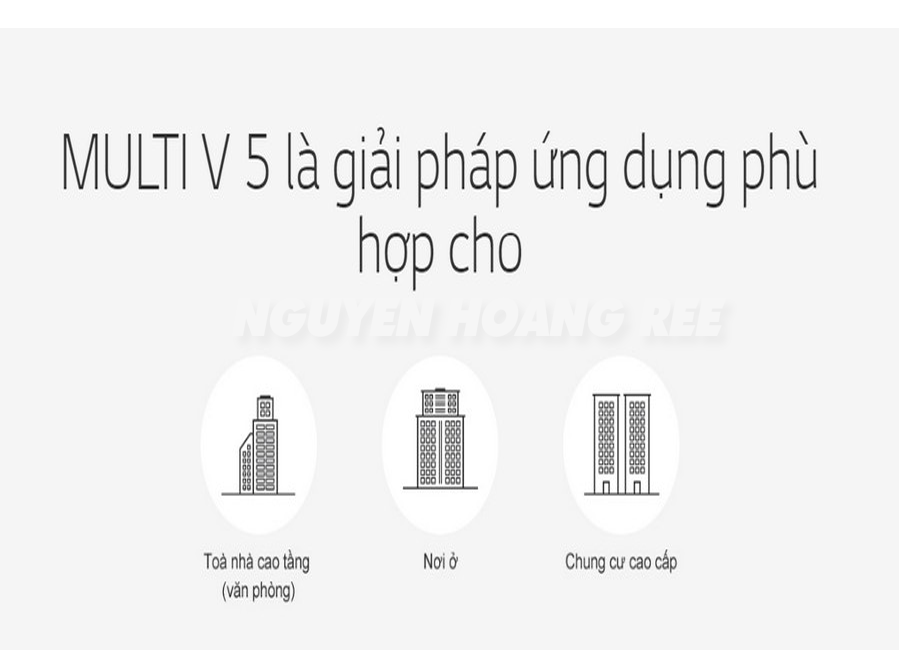 MULTI V 5 là giải pháp ứng dụng phù
hợp cho
NGUYEN HOANG REE
Toà nhà cao tầng
(văn phòng)
Nơi ở
Chung cư cao cấp